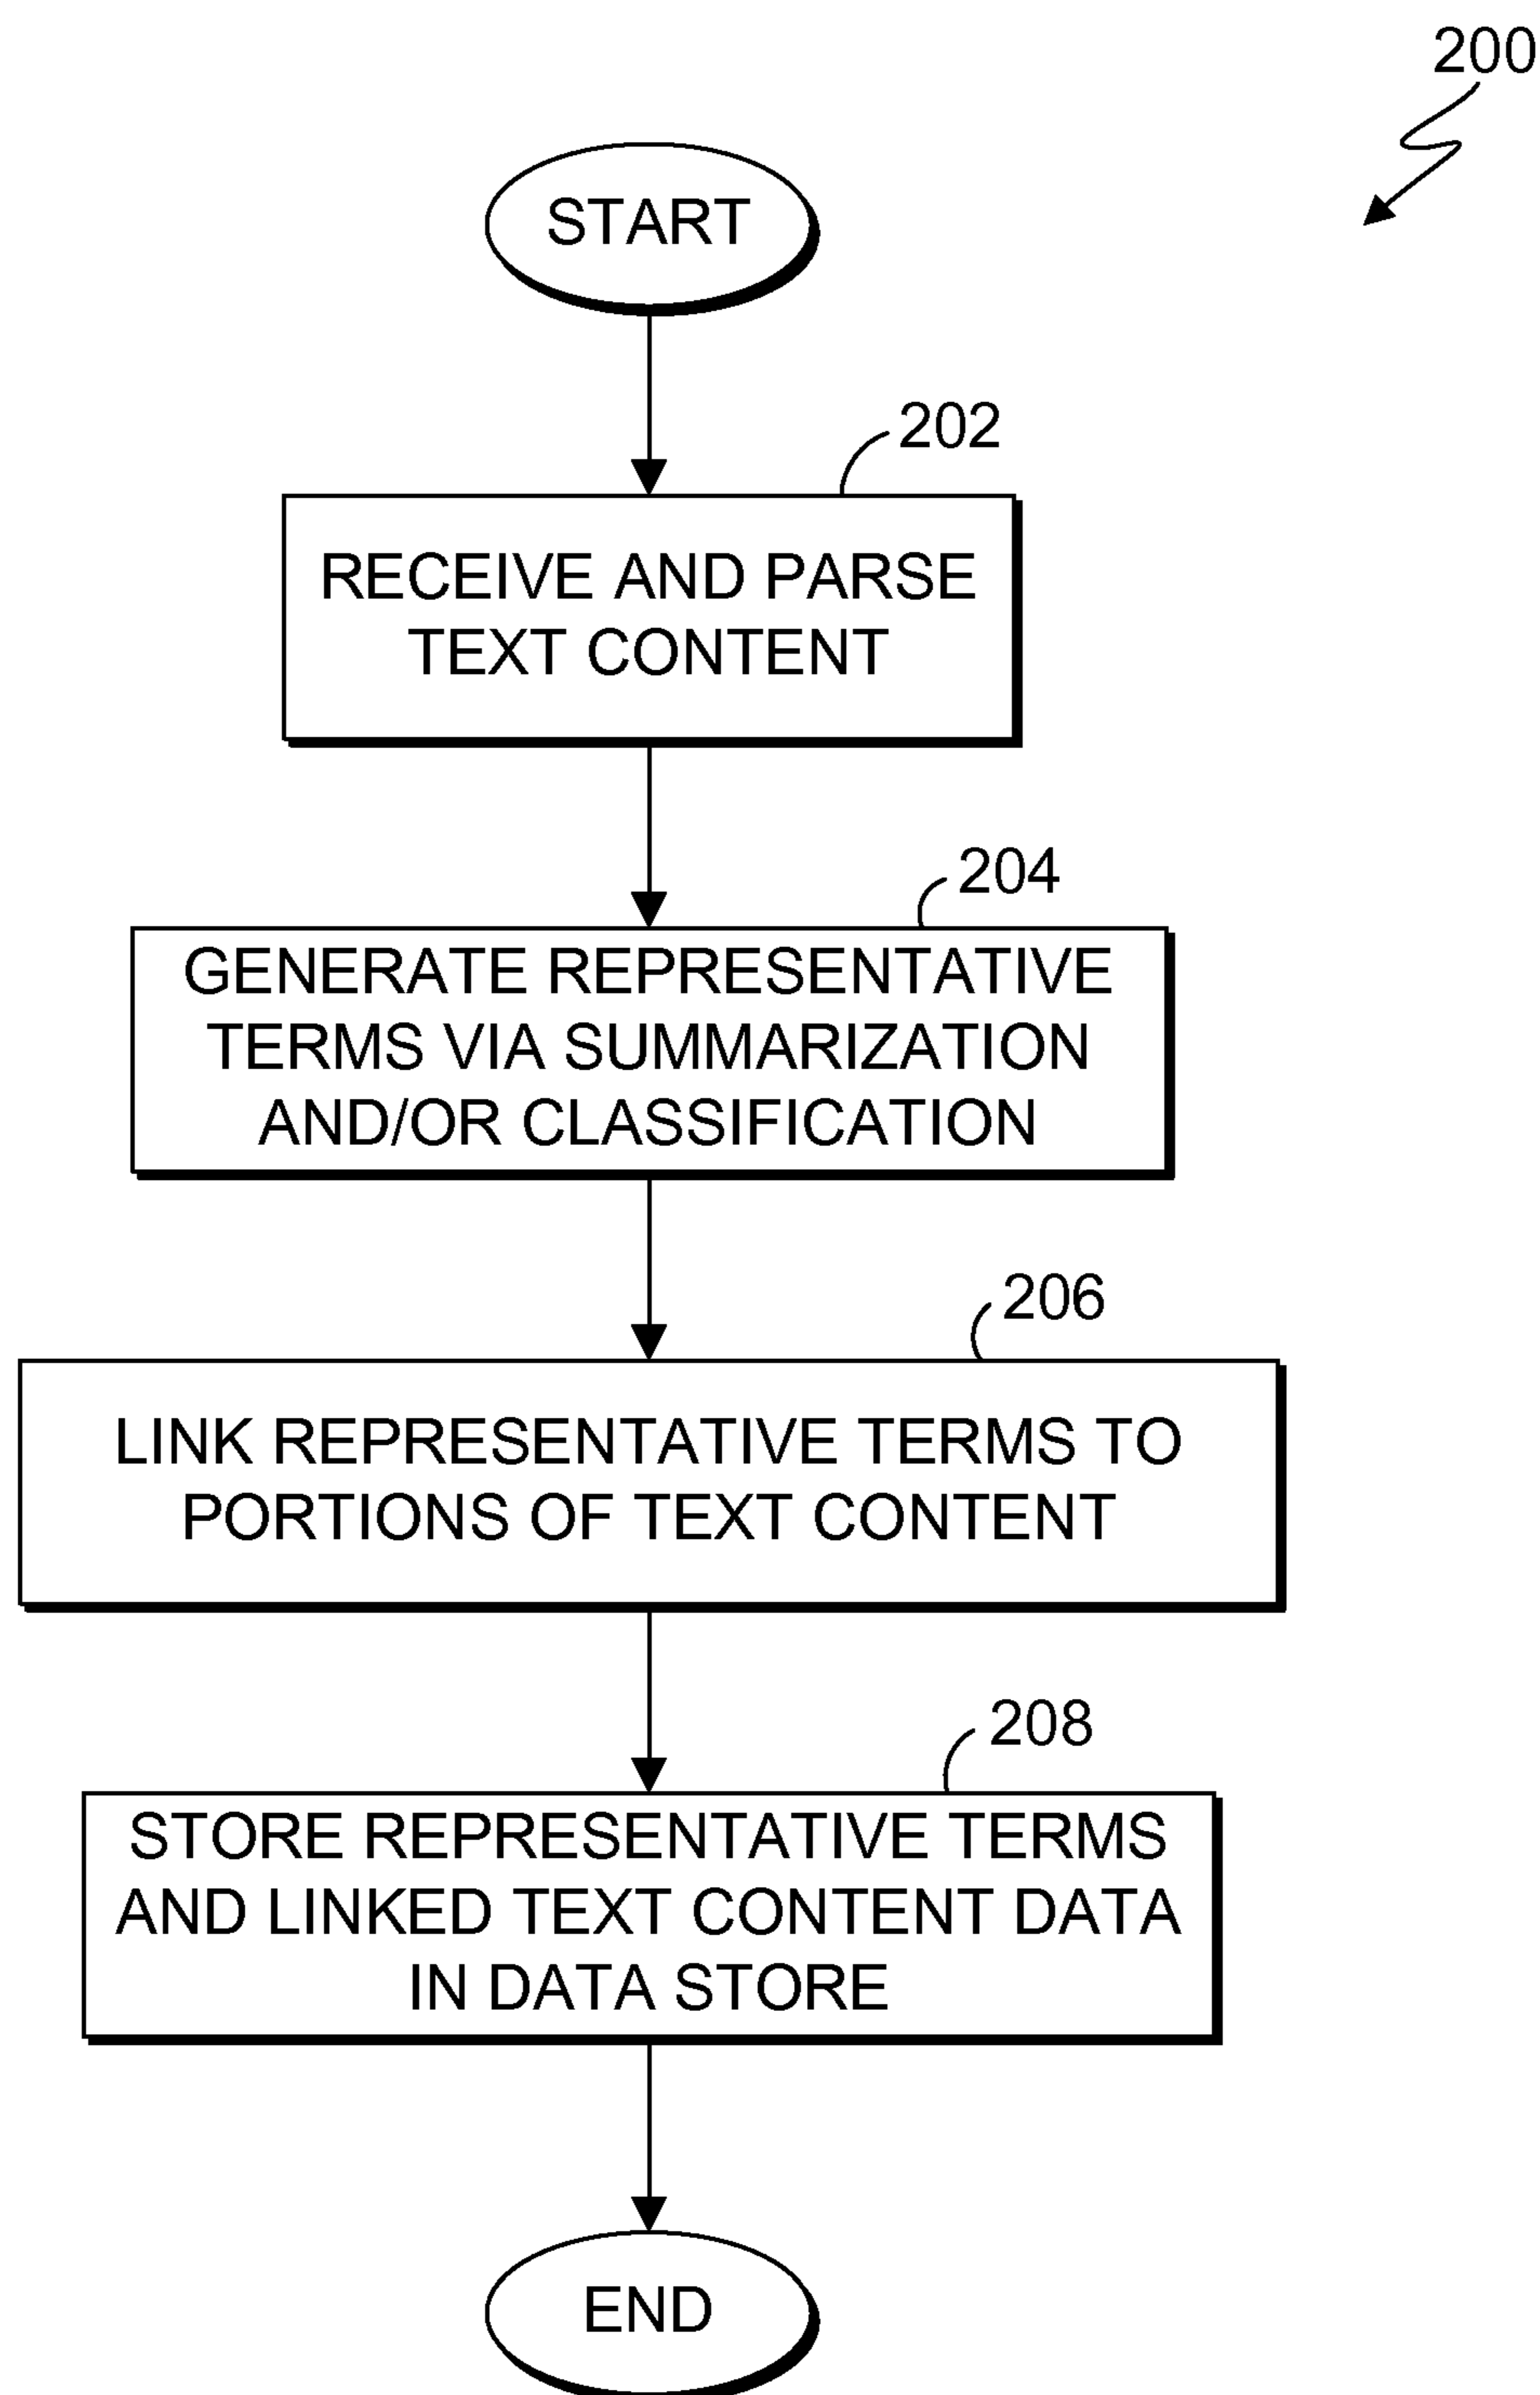 200
START
202
RECEIVE AND PARSE
TEXT CONTENT
204
GENERATE REPRESENTATIVE
TERMS VIA SUMMARIZATION
AND/OR CLASSIFICATION
206
LINK REPRESENTATIVE TERMS TO
PORTIONS OF TEXT CONTENT
208
STORE REPRESENTATIVE TERMS
AND LINKED TEXT CONTENT DATA
IN DATA STORE
END